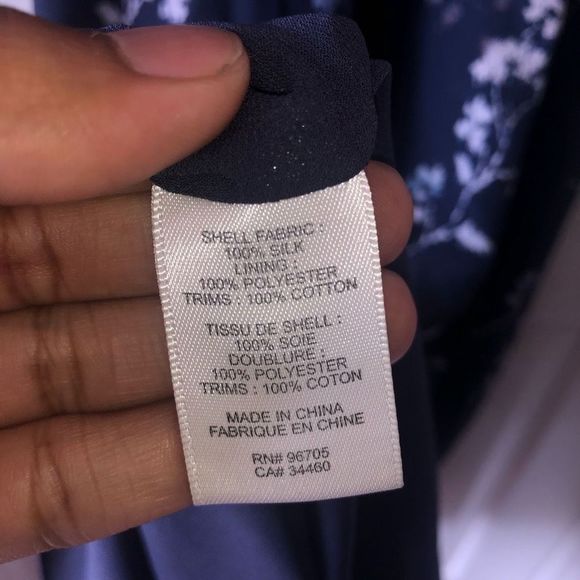 SHELL FABRIC :
100% SILK
LINING :
100% POLYESTER
TRIMS : 100% COTTON
TISSU DE SHELL :
100% SOIE
DOUBLURE :
100% POLYESTER
TRIMS : 100% COTON
MADE IN CHINA
FABRIQUE EN CHINE
RN# 96705
CA# 34460